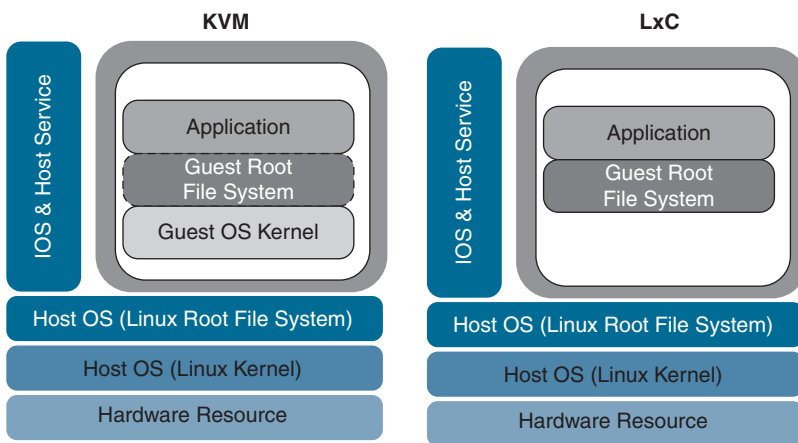 KVM
IOS & Host Service
Application
Guest Root
File System
Guest OS Kernel
Host OS (Linux Root File System)
Host OS (Linux Kernel)
Hardware Resource
LxC
IOS & Host Service
Application
Guest Root
File System
Host OS (Linux Root File System)
Host OS (Linux Kernel)
Hardware Resource